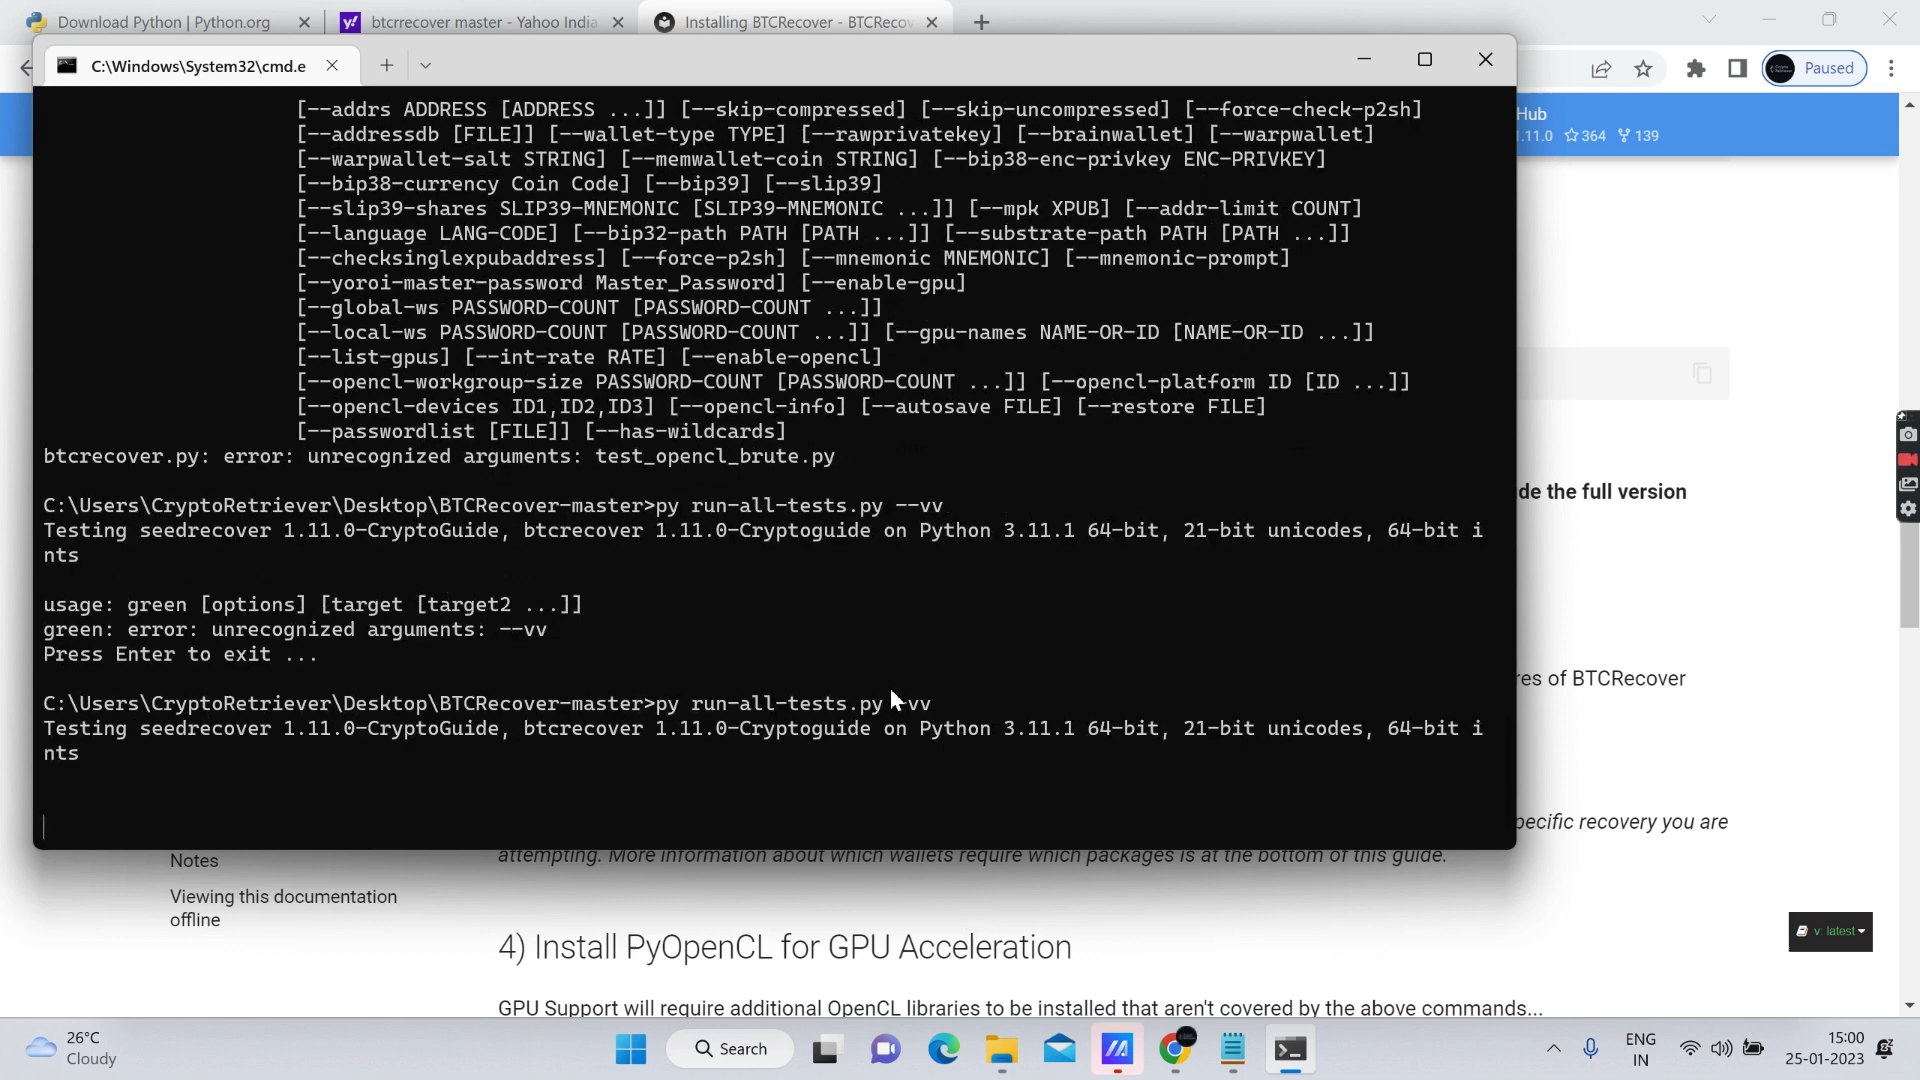 Download Python | Python.org
btcrrecover master - Yahoo India
Installing BTCRecover - BTCRecov
C:\Windows\System32\cmd.e
Paused
Hub
1.11.0 364 139
[--addrs ADDRESS [ADDRESS ...]] [--skip-compressed] [--skip-uncompressed] [--force-check-p2sh]
[--addressdb [FILE]] [--wallet-type TYPE] [--rawprivatekey] [--brainwallet] [--warpwallet]
[--warpwallet-salt STRING] [--memwallet-coin STRING] [--bip38-enc-privkey ENC-PRIVKEY]
[--bip38-currency Coin Code] [--bip39] [--slip39]
[--slip39-shares SLIP39-MNEMONIC [SLIP39-MNEMONIC ...]] [--mpk XPUB] [--addr-limit COUNT]
[--language LANG-CODE] [--bip32-path PATH [PATH ...]] [--substrate-path PATH [PATH ...]]
[--checksinglexpubaddress] [--force-p2sh] [--mnemonic MNEMONIC] [--mnemonic-prompt]
[--yoroi-master-password Master_Password] [--enable-gpu]
[--global-ws PASSWORD-COUNT [PASSWORD-COUNT ...]]
[--local-ws PASSWORD-COUNT [PASSWORD-COUNT ...]] [--gpu-names NAME-OR-ID [NAME-OR-ID ...]]
[--list-gpus] [--int-rate RATE] [--enable-opencl]
[--opencl-workgroup-size PASSWORD-COUNT [PASSWORD-COUNT ...]] [--opencl-platform ID [ID ...]]
[--opencl-devices ID1,ID2,ID3] [--opencl-info] [--autosave FILE] [--restore FILE]
[--passwordlist [FILE]] [--has-wildcards]
btcrecover.py: error: unrecognized arguments: test_opencl_brute.py
C:\Users\CryptoRetriever\Desktop\BTCRecover-master>py run-all-tests.py --vv
Testing seedrecover 1.11.0-CryptoGuide, btcrecover 1.11.0-Cryptoguide on Python 3.11.1 64-bit, 21-bit unicodes, 64-bit i
nts
usage: green [options] [target [target2 ...]]
green: error: unrecognized arguments: --vv
Press Enter to exit ...
C:\Users\CryptoRetriever\Desktop\BTCRecover-master>py run-all-tests.py -vv
Testing seedrecover 1.11.0-CryptoGuide, btcrecover 1.11.0-Cryptoguide on Python 3.11.1 64-bit, 21-bit unicodes, 64-bit i
nts
de the full version
res of BTCRecover
pecific recovery you are
attempting. More information about which wallets require which packages is at the bottom of this guide.
Notes
Viewing this documentation
offline
4) Install PyOpenCL for GPU Acceleration
GPU Support will require additional OpenCL libraries to be installed that aren't covered by the above commands...
v: latest
26°C
Cloudy
Search
ENG
IN
15:00
25-01-2023